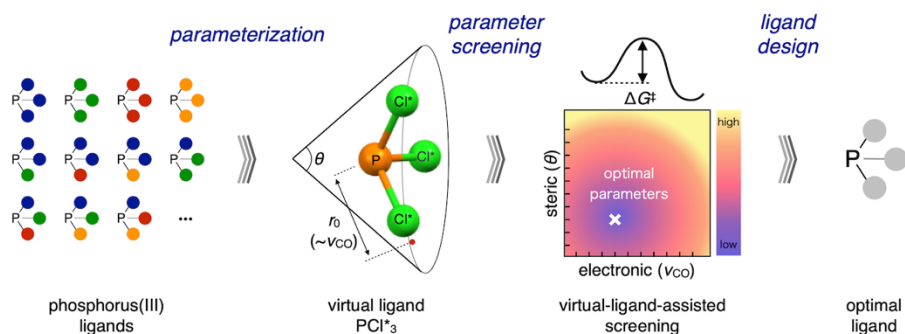 parameterization
parameter
screening
ligand
design
P P P P
P P P P
P P P ...
θ
P
Cl*
Cl*
Cl*
r₀
(~νCO)
ΔG‡
steric (θ)
optimal
parameters
electronic (νCO)
high
low
P
phosphorus(III)
ligands
virtual ligand
PCl*₃
virtual-ligand-assisted
screening
optimal
ligand